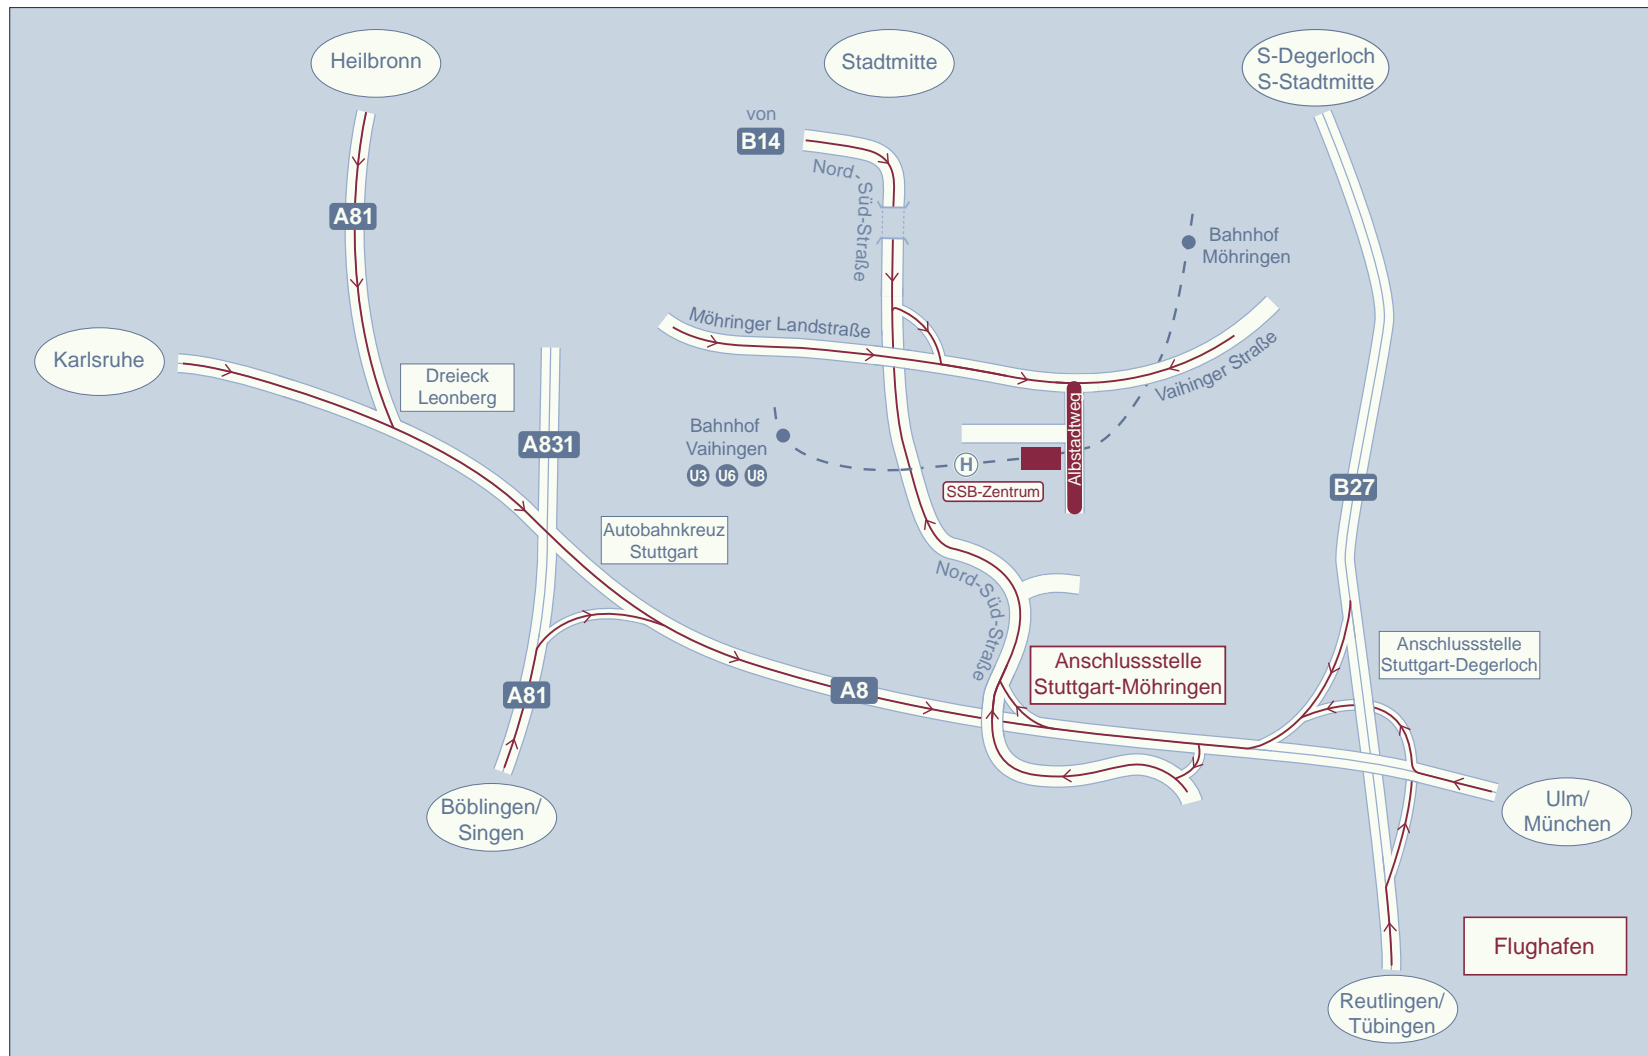 Heilbronn
Stadtmitte
S-Degerloch
S-Stadtmitte
von
B14
Nord-
Süd-Straße
A81
Bahnhof
Möhringen
Möhringer Landstraße
Karlsruhe
Dreieck
Leonberg
Vaihinger Straße
A831
Bahnhof
Vaihingen
U3 U6 U8
H
SSB-Zentrum
Albstadtweg
B27
Autobahnkreuz
Stuttgart
Nord-Süd-Straße
Anschlussstelle
Stuttgart-Möhringen
Anschlussstelle
Stuttgart-Degerloch
A81
A8
Böblingen/
Singen
Ulm/
München
Flughafen
Reutlingen/
Tübingen